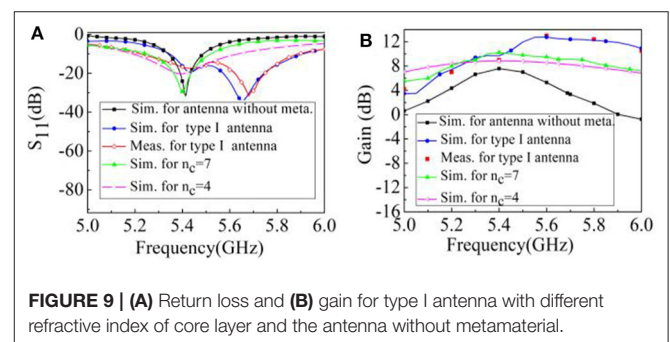 A
0
-20
-40
-60
-80
S11(dB)
Sim. for antenna without meta.
Sim. for type I antenna
Meas. for type I antenna
Sim. for nc=7
Sim. for nc=4
5.0 5.2 5.4 5.6 5.8 6.0
Frequency(GHz)
B
12
8
4
0
-4
-8
-12
-16
Gain (dB)
Sim. for antenna without meta.
Sim. for type I antenna
Meas. for type I antenna
Sim. for nc=7
Sim. for nc=4
5.0 5.2 5.4 5.6 5.8 6.0
Frequency(GHz)
FIGURE 9 | (A) Return loss and (B) gain for type I antenna with different
refractive index of core layer and the antenna without metamaterial.